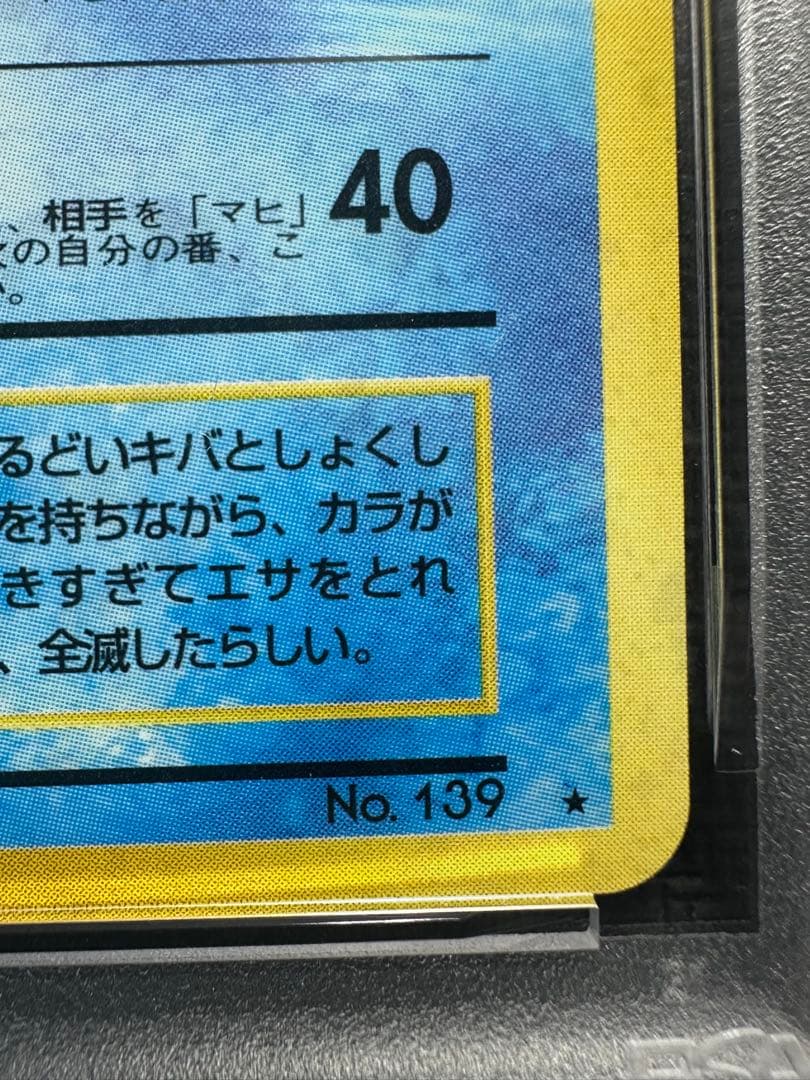 、相手を「マヒ」 40
の自分の番、こ
い。
るどいキバとしょくし
を持ちながら、カラが
きすぎてエサをとれ
、全滅したらしい。
No. 139 ★